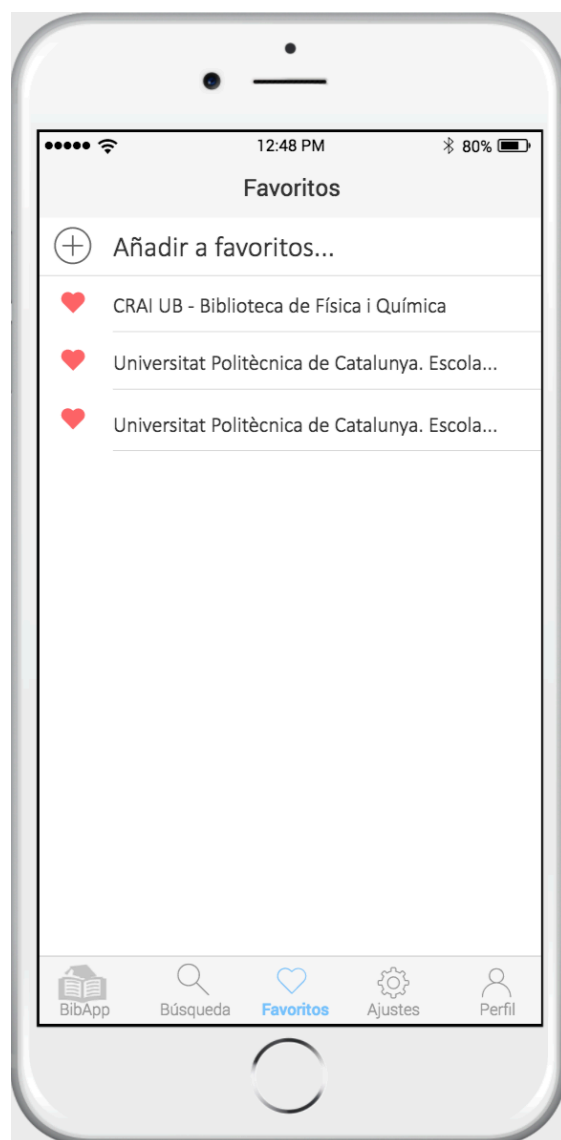 12:48 PM
80%
Favoritos
Añadir a favoritos...
CRAI UB - Biblioteca de Física i Química
Universitat Politècnica de Catalunya. Escola...
Universitat Politècnica de Catalunya. Escola...
BibApp
Búsqueda
Favoritos
Ajustes
Perfil